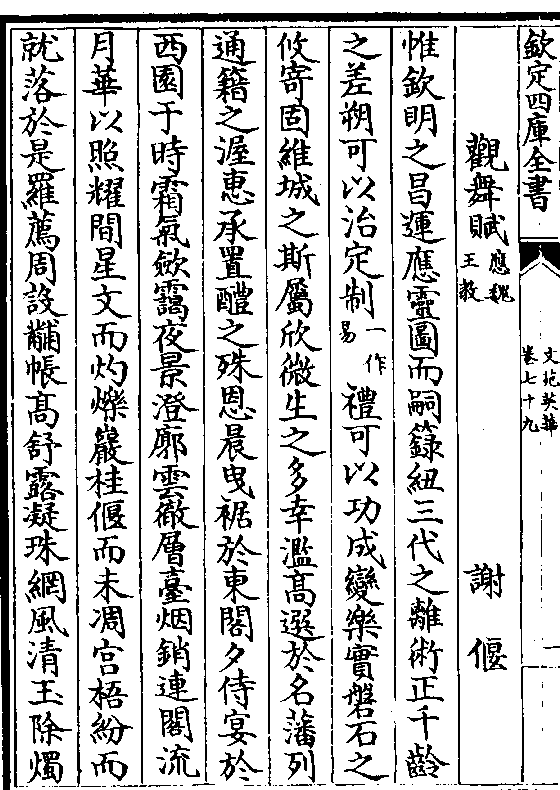 欽定四庫全書
文苑英華
卷七十九
一
觀舞賦 應魏王教 謝偃
惟欽明之昌運應靈圖而嗣籙紐三代之離術正千齡
之差朔可以治定制一作易禮可以功成變樂實盤石之
攸寄固維城之斯屬欣微生之多幸濫高選於名藩列
通籍之渥惠承置醴之殊恩晨曳裾於東閣夕侍宴於
西園于時霜氣歛靄夜景澄廓雲徹層臺烟銷連閣流
月華以照耀間星文而灼爍巖桂偃而未凋宫梧紛而
就落於是羅薦周設黼帳髙舒露凝珠網風清玉除燭